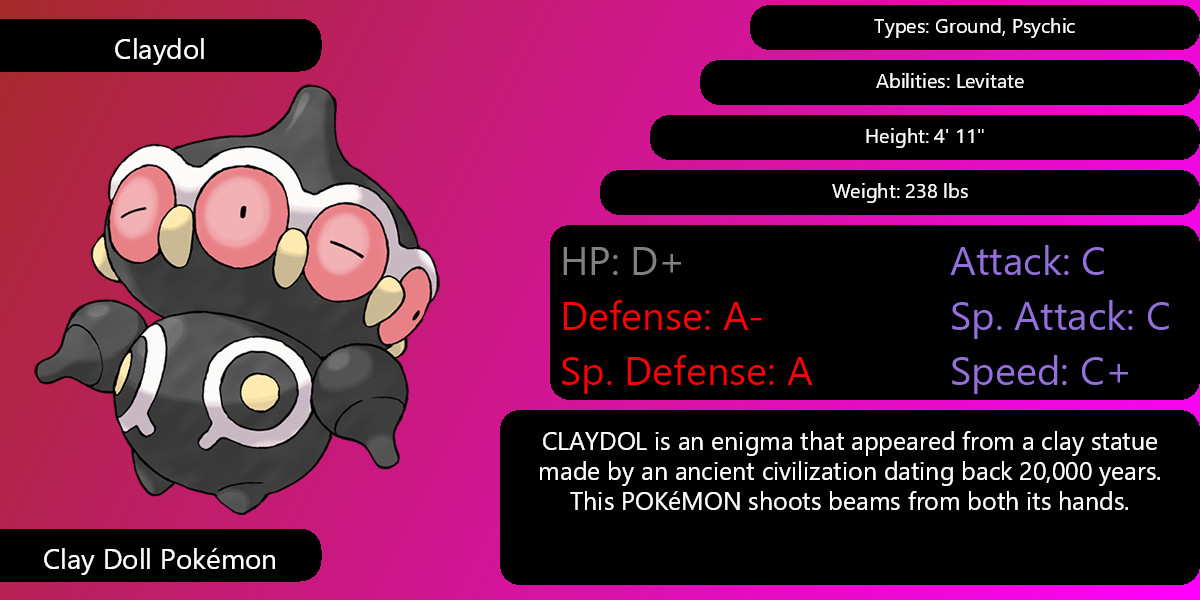 Claydol
Types: Ground, Psychic
Abilities: Levitate
Height: 4' 11"
Weight: 238 lbs
HP: D+
Attack: C
Defense: A-
Sp. Attack: C
Sp. Defense: A
Speed: C+
CLAYDOL is an enigma that appeared from a clay statue
made by an ancient civilization dating back 20,000 years.
This POKéMON shoots beams from both its hands.
Clay Doll Pokémon